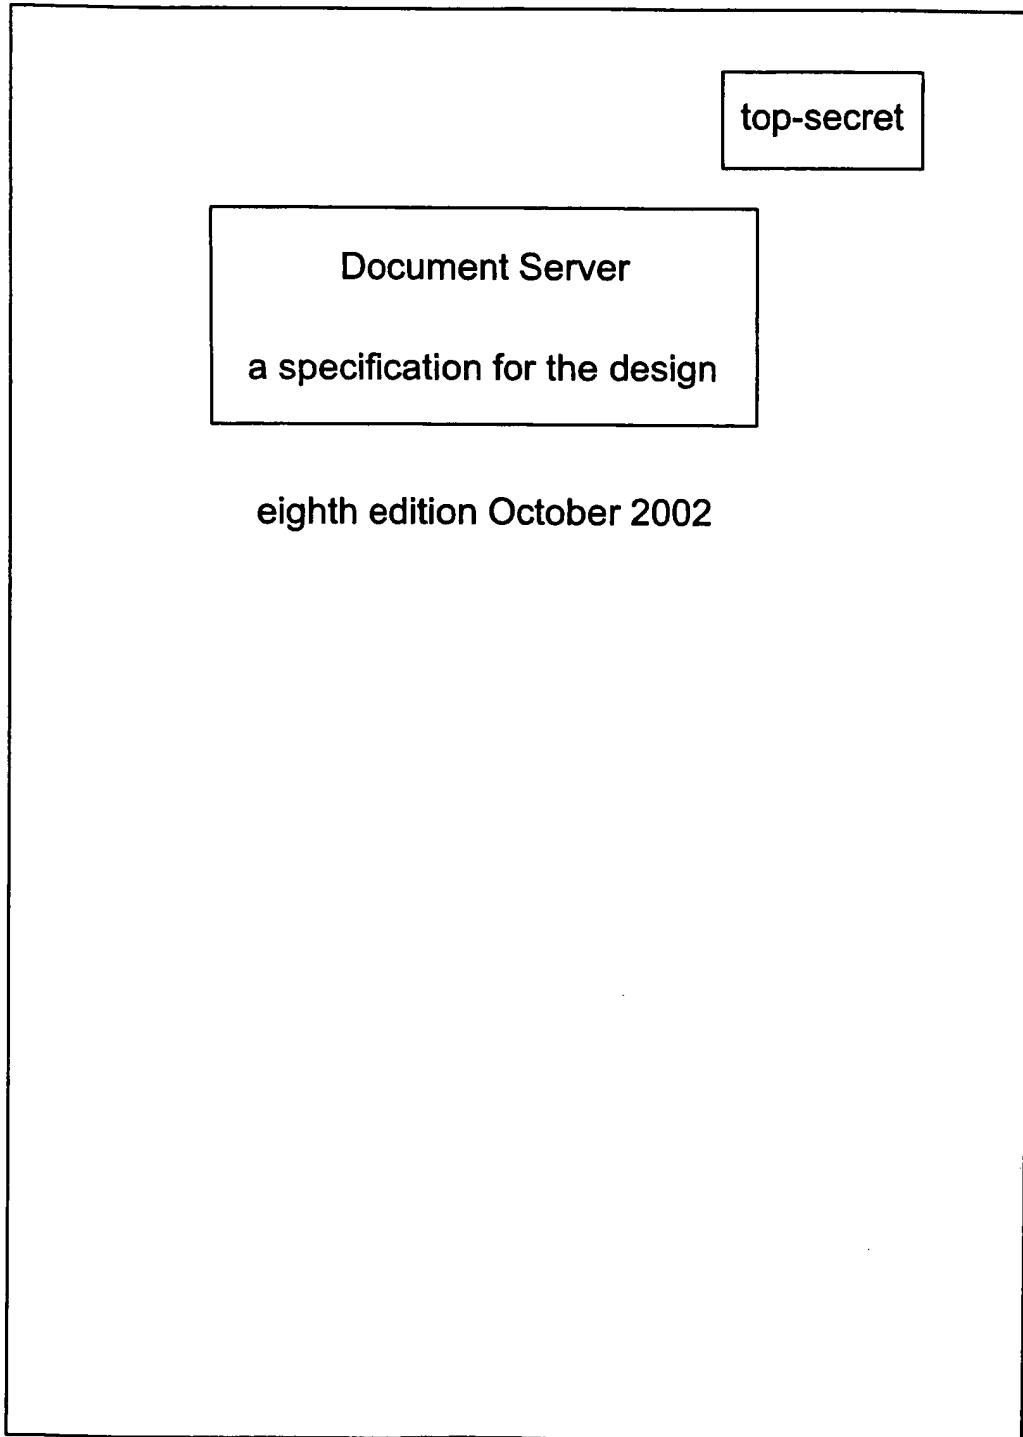 top-secret
Document Server
a specification for the design
eighth edition October 2002